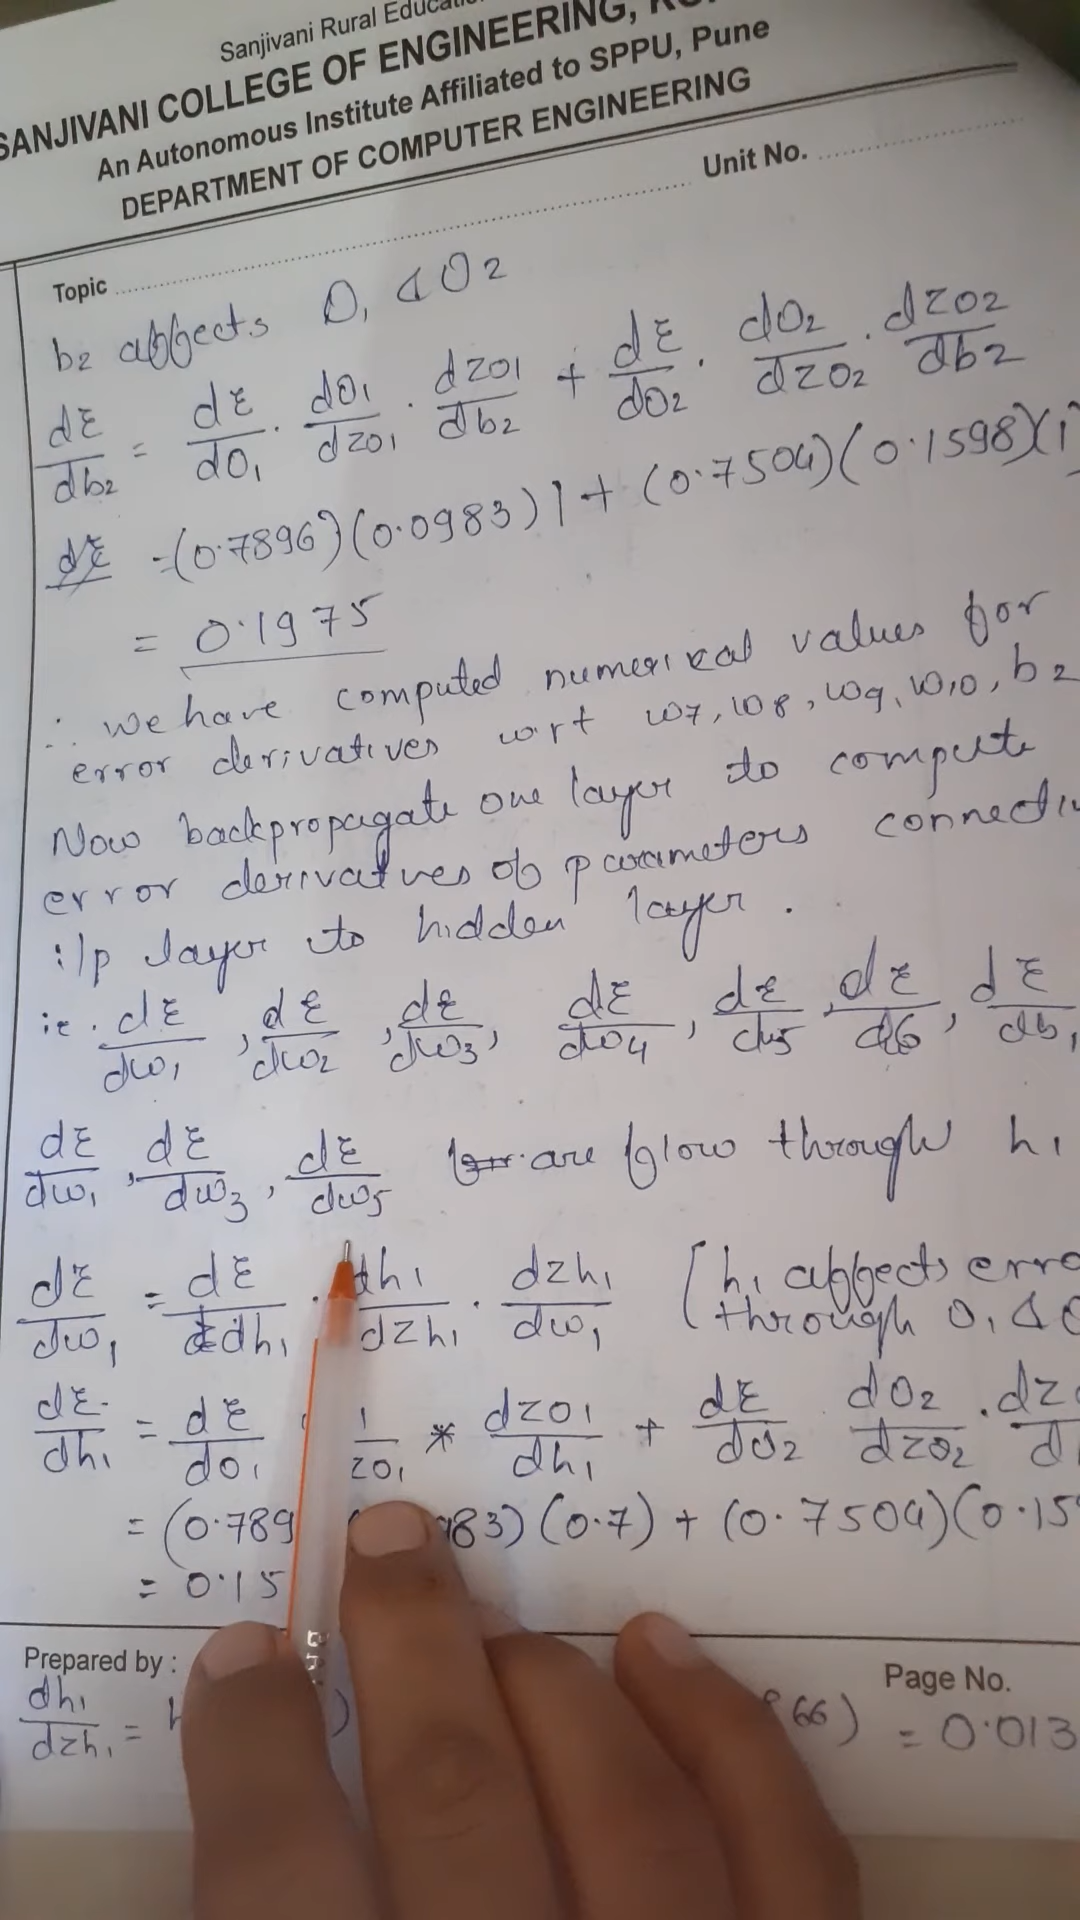 Sanjivani Rural
SANJIVANI COLLEGE OF ENGINEERING,
An Autonomous Institute Affiliated to SPPU, Pune
DEPARTMENT OF COMPUTER ENGINEERING
Unit No.
Topic
b2 affects O1 & O2
dE/db2 = dE/dO1 . dO1/dzO1 . dzO1/db2 + dE/dO2 . dO2/dzO2 . dzO2/db2
dE = (0.7896)(0.0983)1 + (0.7504)(0.1598)(1)
= 0.1975
∴ we have computed numerical values for
error derivatives wrt w7, w8, w9, w10, b2
Now backpropagate one layer to compute
error derivatives of parameters
i/p layer to hidden layer.
ie. dE/dw1, dE/dw2, dE/dw3, dE/dw4, dE/dw5, dE/d6, dE/db1
dE/dw1, dE/dw3, dE/dw5 are flow through h1
dE/dw1 = dE/dh1 . dh1/dzh1 . dzh1/dw1 (h1 affects
through O1 &
dE/dh1 = dE/dO1 1/zO1 * dzO1/dh1 + dE/dO2 dO2/dzO2 .
= (0.789 83)(0.7) + (0.7504)(0.15
= 0.15
Prepared by :
Page No.
dh1/dzh1 = 66) = 0.013